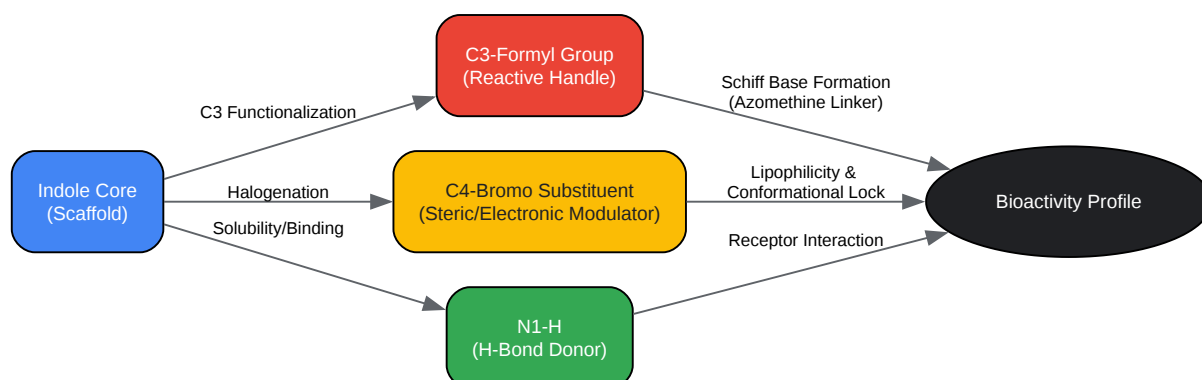 Indole Core
(Scaffold)
C3 Functionalization
Halogenation
Solubility/Binding
C3-Formyl Group
(Reactive Handle)
C4-Bromo Substituent
(Steric/Electronic Modulator)
N1-H
(H-Bond Donor)
Schiff Base Formation
(Azomethine Linker)
Lipophilicity &
Conformational Lock
Receptor Interaction
Bioactivity Profile